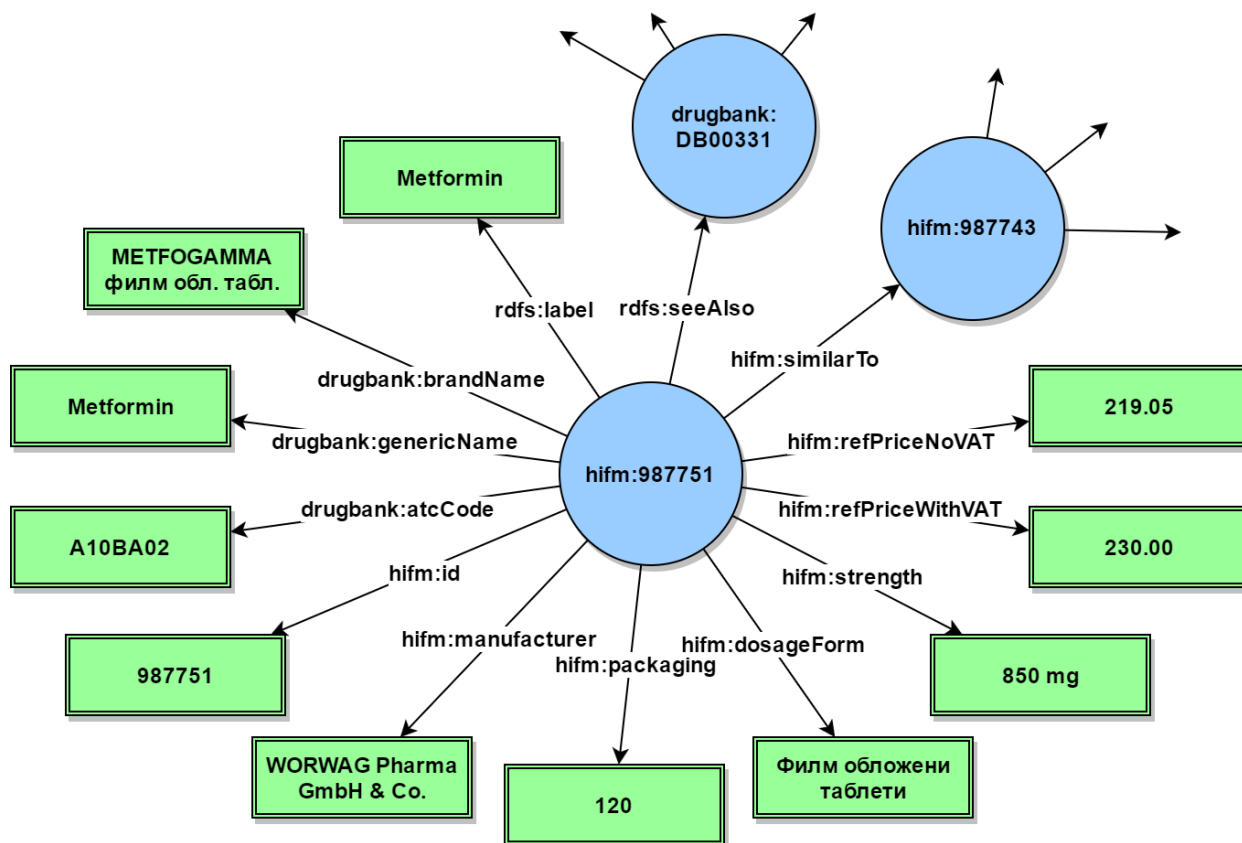 drugbank:
DB00331
Metformin
hifm:987743
METFOGAMMA
филм обл. табл.
rdfs:label
rdfs:seeAlso
hifm:similarTo
drugbank:brandName
Metformin
219.05
drugbank:genericName
hifm:refPriceNoVAT
hifm:987751
drugbank:atcCode
hifm:refPriceWithVAT
A10BA02
230.00
hifm:id
hifm:strength
hifm:manufacturer
hifm:dosageForm
hifm:packaging
987751
850 mg
WORWAG Pharma
GmbH & Co.
Филм обложени
таблети
120